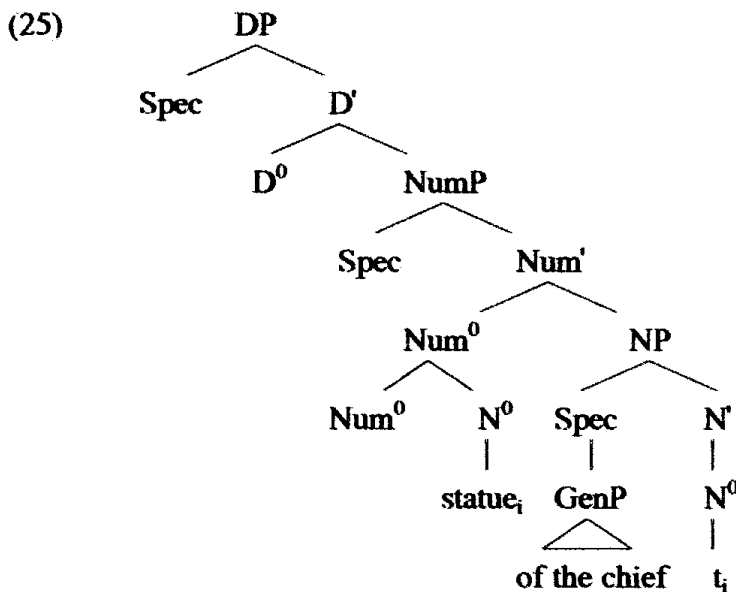 (25) DP
Spec D'
D⁰ NumP
Spec Num'
Num⁰ NP
Num⁰ N⁰ Spec N'
statueᵢ GenP N⁰
of the chief tᵢ